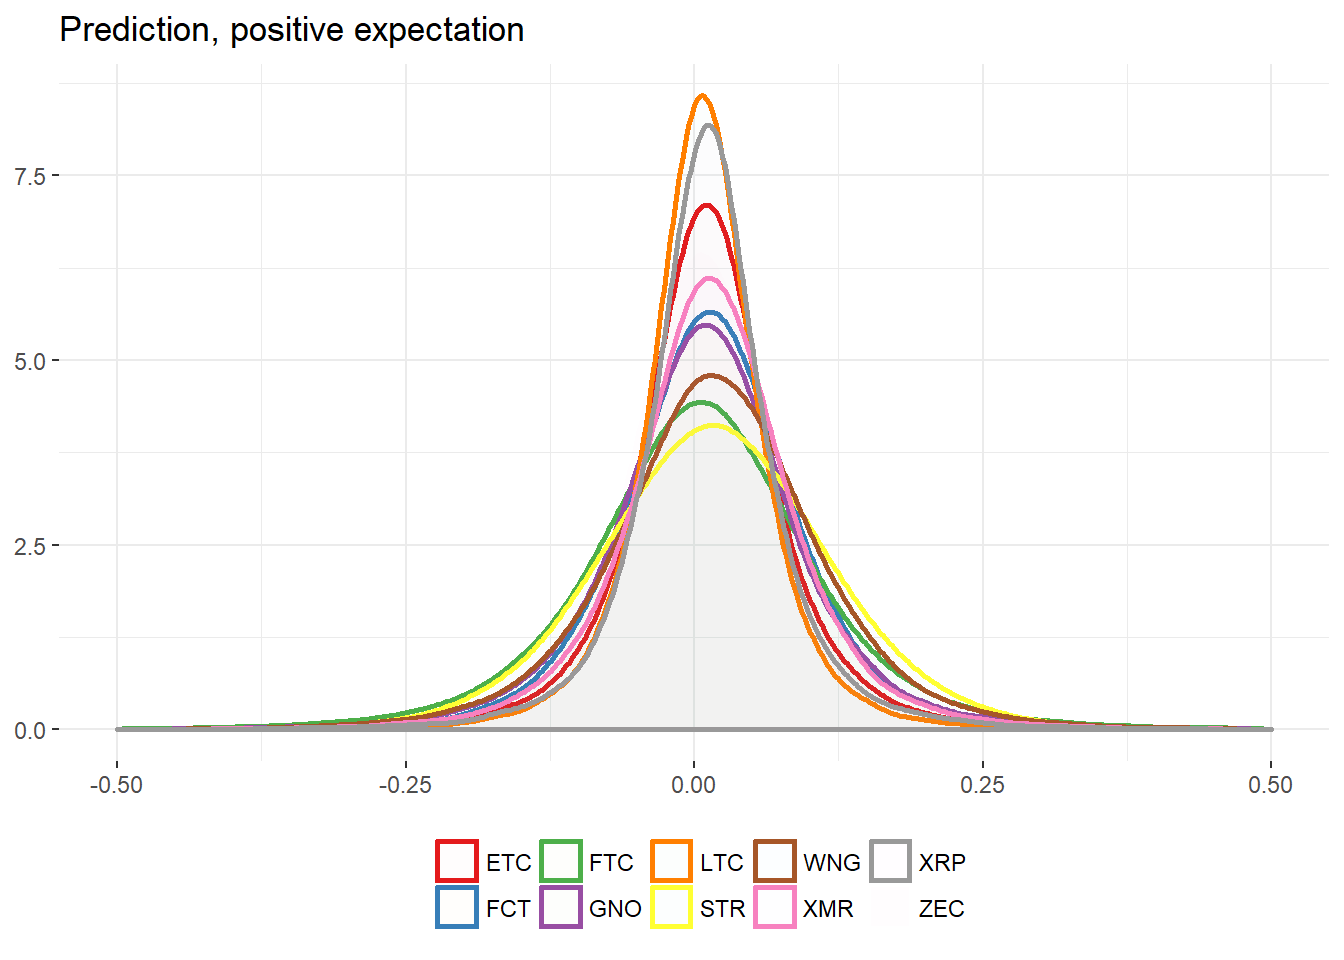 Prediction, positive expectation
7.5
5.0
2.5
0.0
-0.50 -0.25 0.00 0.25 0.50
ETC FTC LTC WNG XRP
FCT GNO STR XMR ZEC